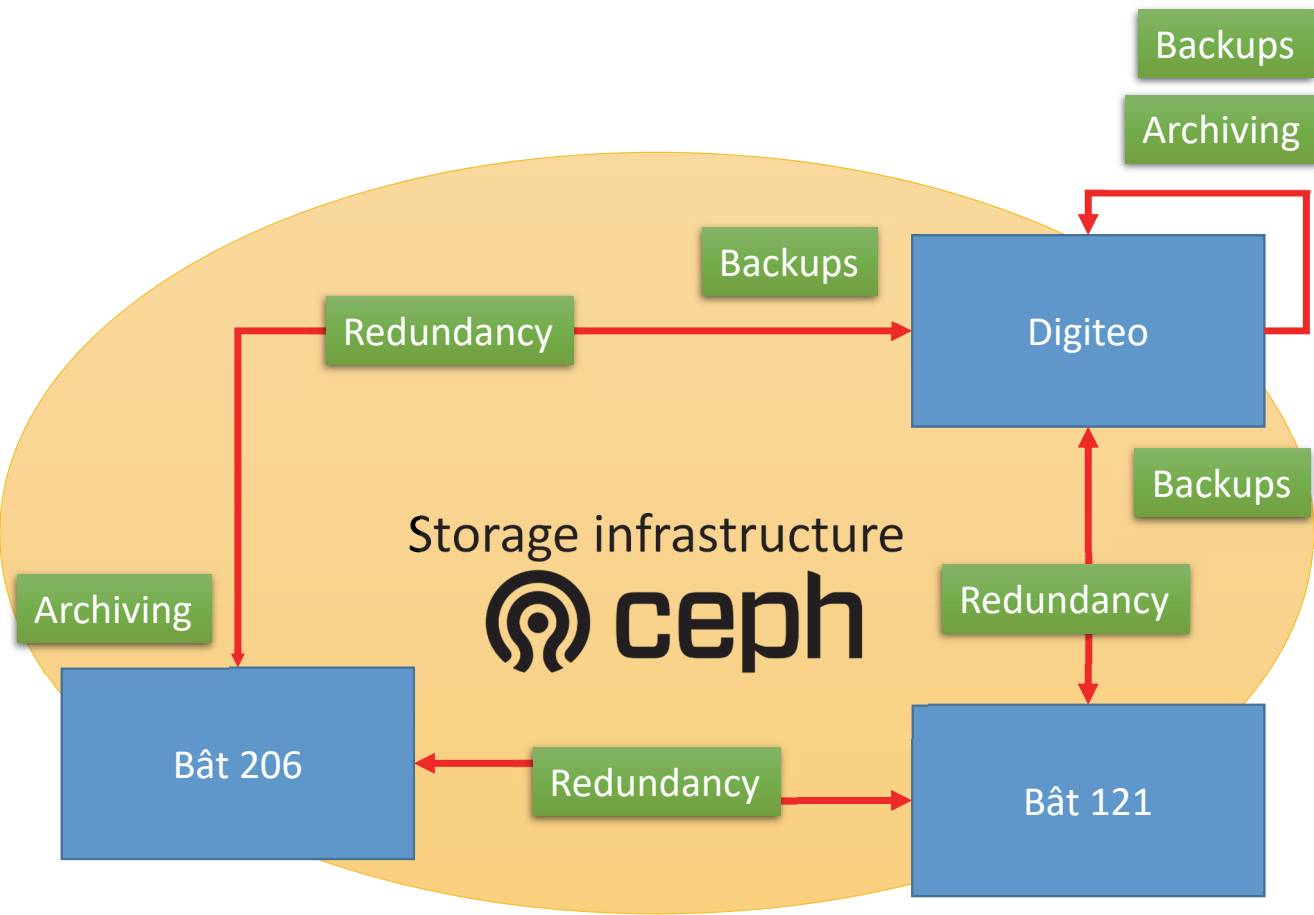 Backups
Archiving
Backups
Redundancy
Digiteo
Backups
Storage infrastructure
ceph
Archiving
Redundancy
Bât 206
Redundancy
Bât 121